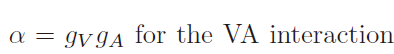 α = g_V g_A for the VA interaction